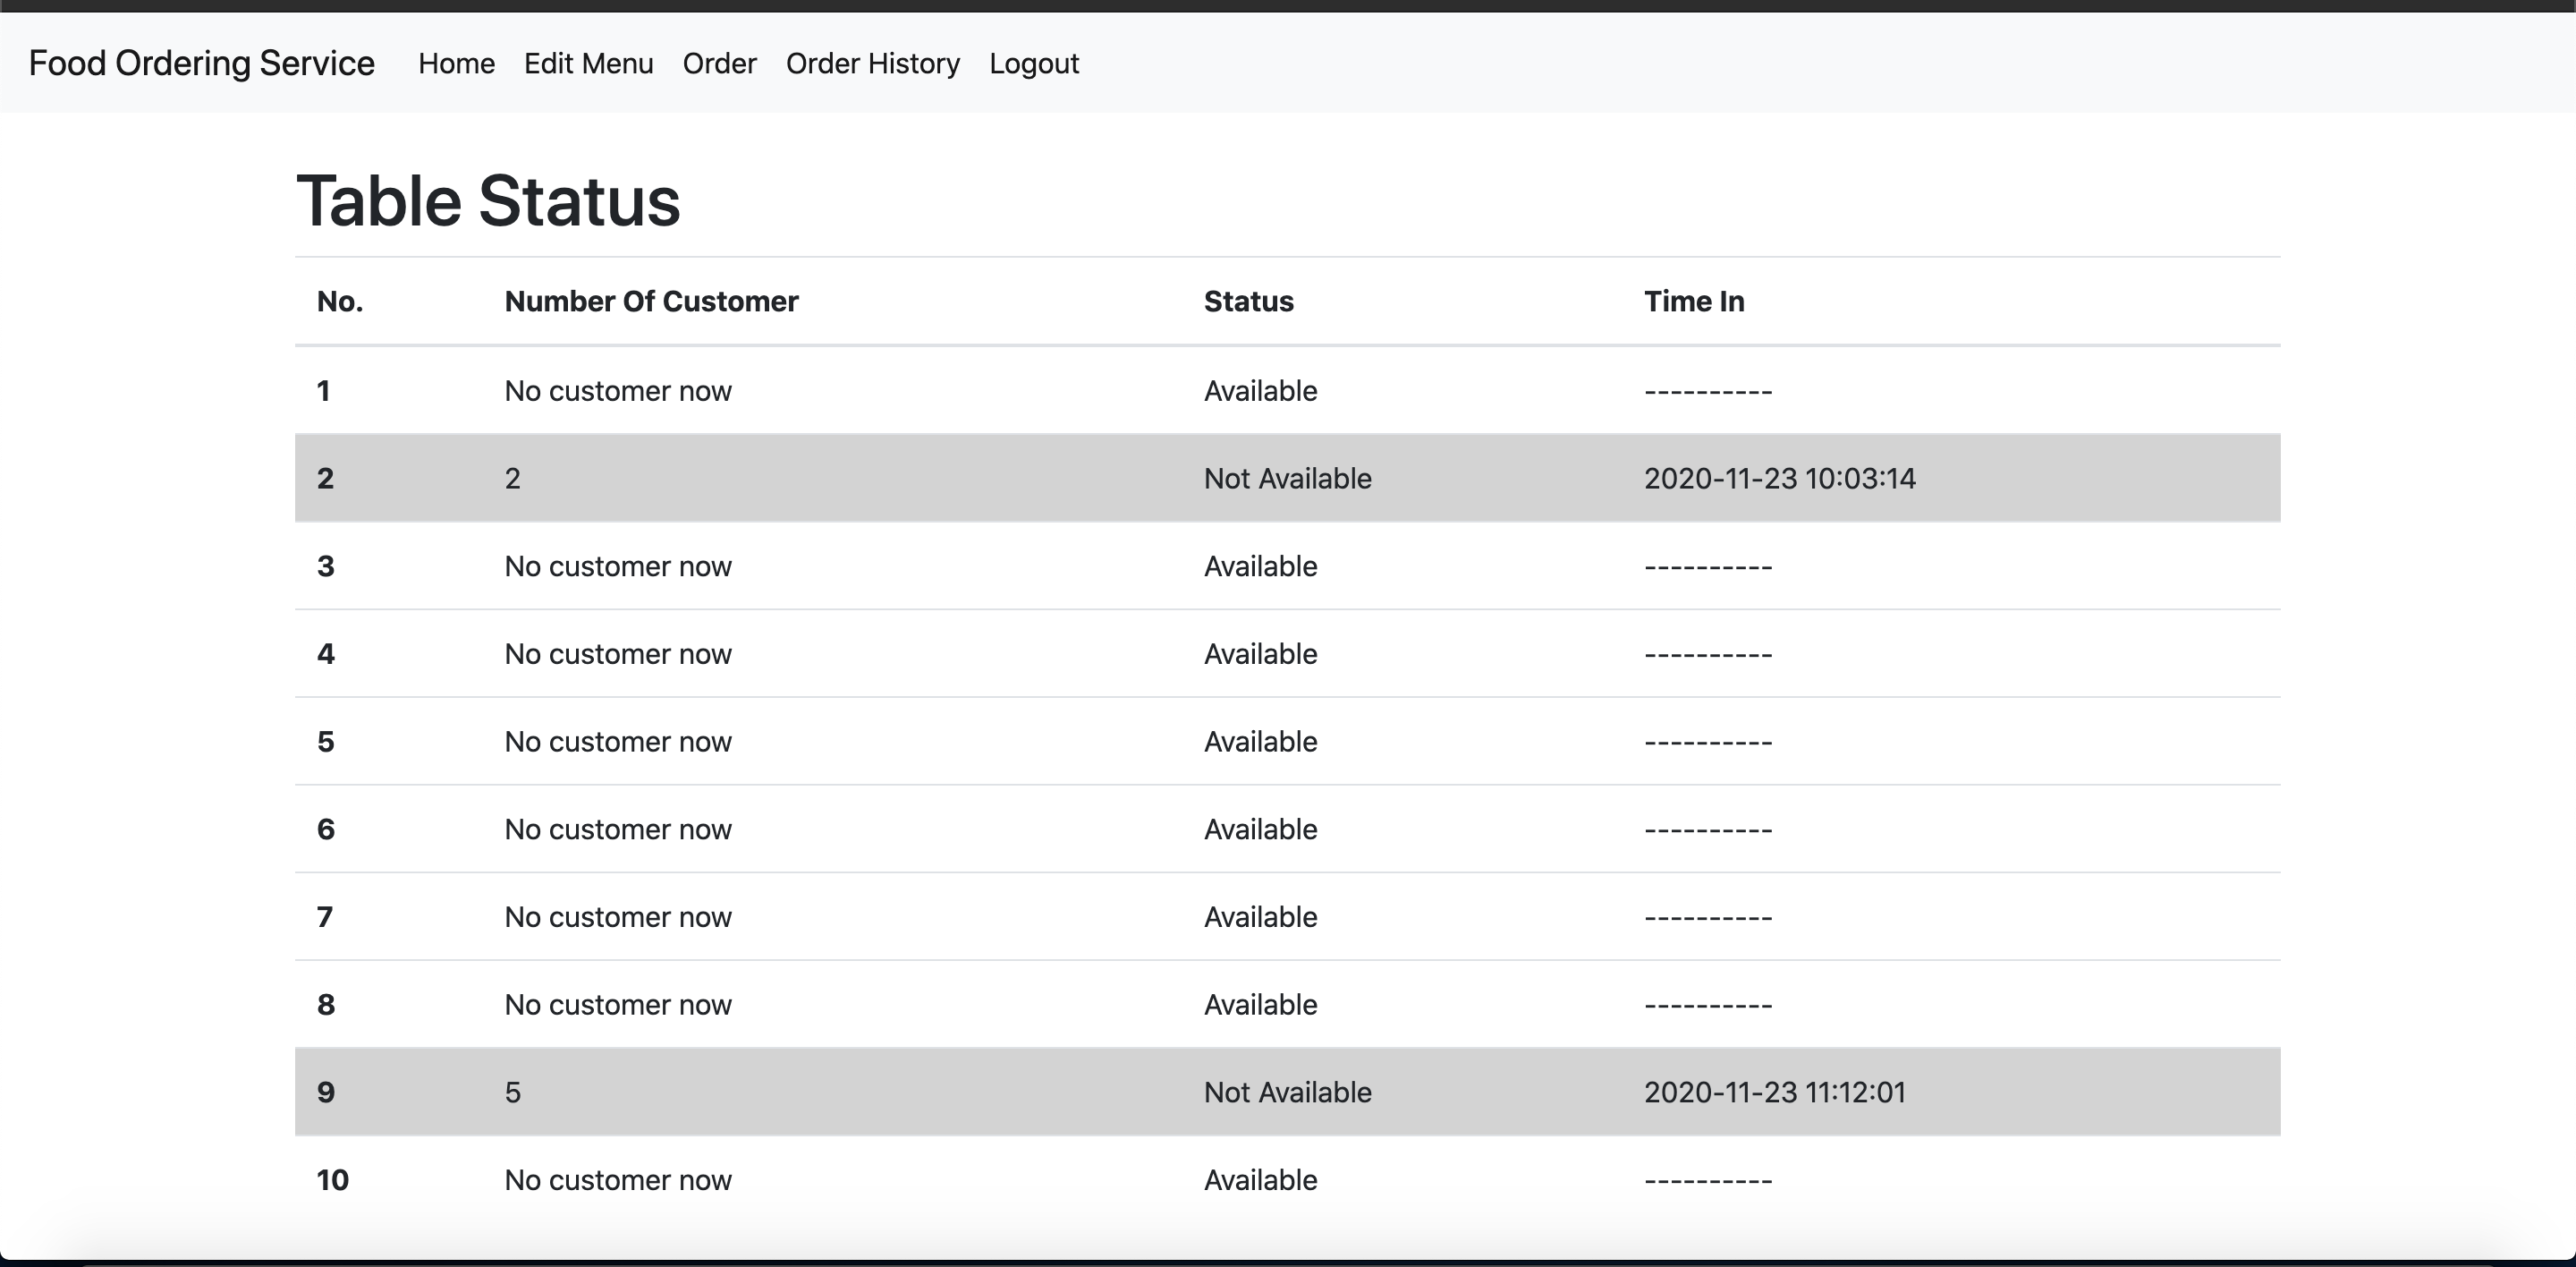 Food Ordering Service Home Edit Menu Order Order History Logout
Table Status
No. Number Of Customer Status Time In
1 No customer now Available ----------
2 2 Not Available 2020-11-23 10:03:14
3 No customer now Available ----------
4 No customer now Available ----------
5 No customer now Available ----------
6 No customer now Available ----------
7 No customer now Available ----------
8 No customer now Available ----------
9 5 Not Available 2020-11-23 11:12:01
10 No customer now Available ----------